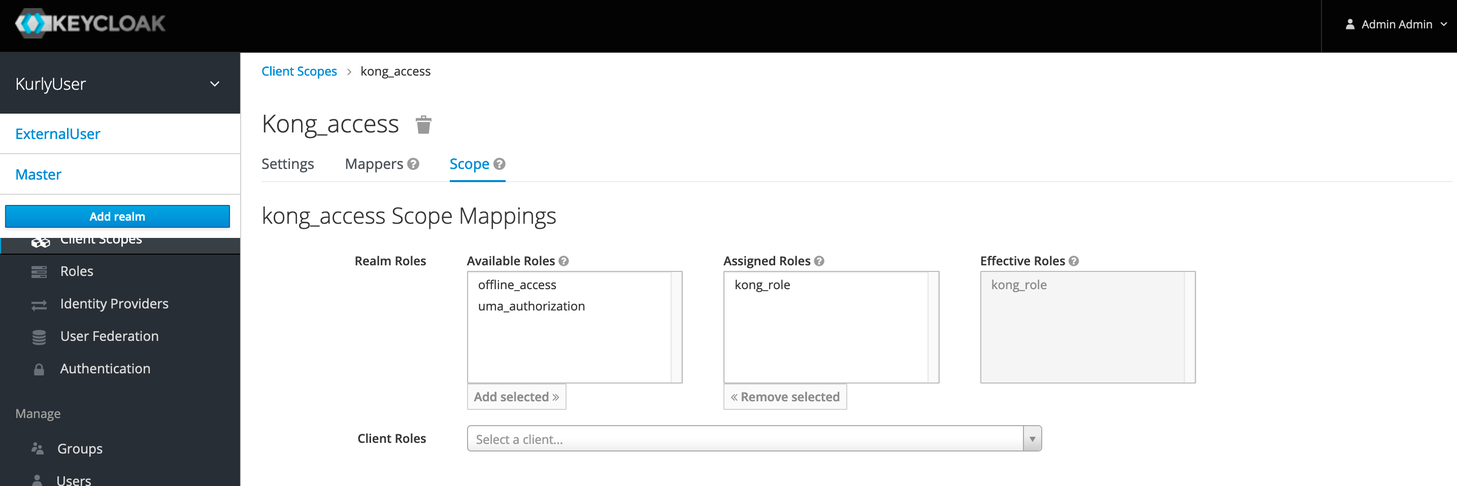 KEYCLOAK
Admin Admin
KurlyUser
ExternalUser
Master
Add realm
Client Scopes
Roles
Identity Providers
User Federation
Authentication
Manage
Groups
Users
Client Scopes > kong_access
Kong_access
Settings Mappers ? Scope ?
kong_access Scope Mappings
Realm Roles
Available Roles ?
offline_access
uma_authorization
Add selected »
Assigned Roles ?
kong_role
« Remove selected
Effective Roles ?
kong_role
Client Roles
Select a client...